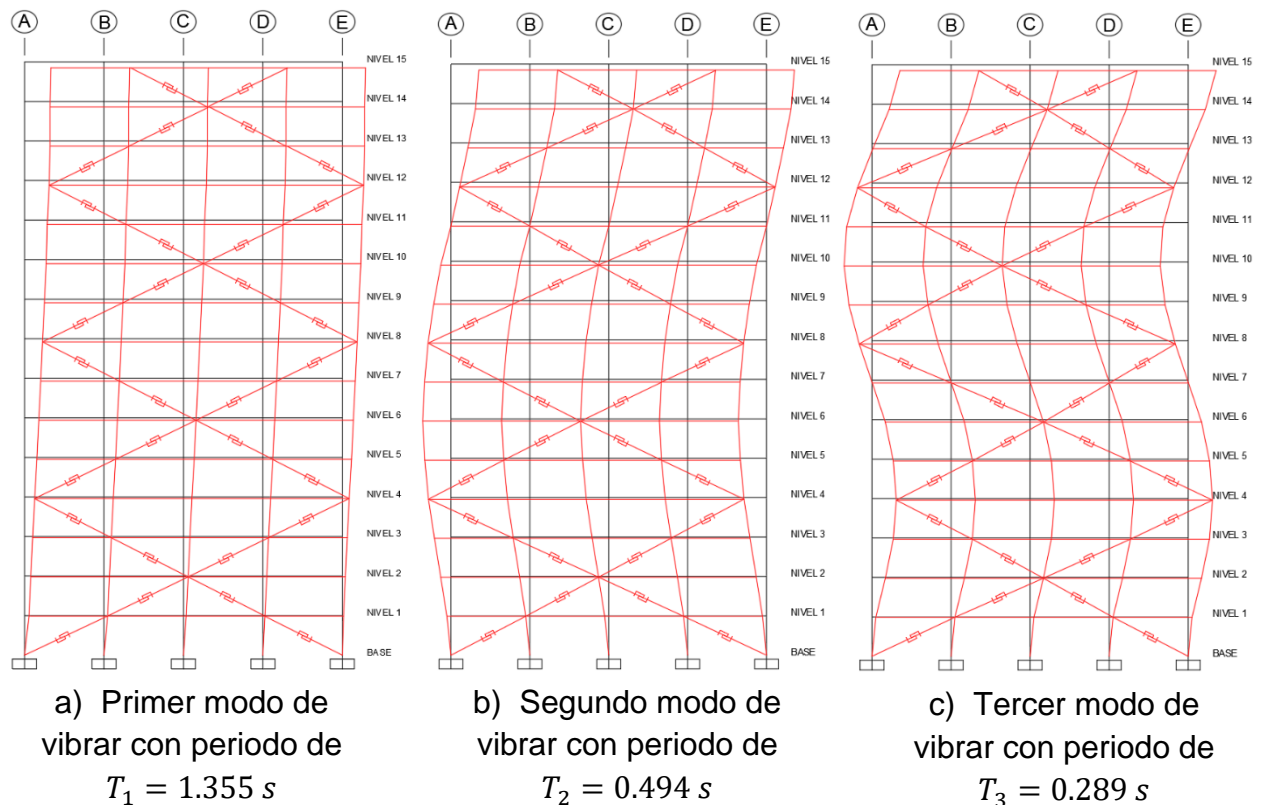 A B C D E
NIVEL 15
NIVEL 14
NIVEL 13
NIVEL 12
NIVEL 11
NIVEL 10
NIVEL 9
NIVEL 8
NIVEL 7
NIVEL 6
NIVEL 5
NIVEL 4
NIVEL 3
NIVEL 2
NIVEL 1
BASE
a) Primer modo de
vibrar con periodo de
T₁ = 1.355 s
A B C D E
NIVEL 15
NIVEL 14
NIVEL 13
NIVEL 12
NIVEL 11
NIVEL 10
NIVEL 9
NIVEL 8
NIVEL 7
NIVEL 6
NIVEL 5
NIVEL 4
NIVEL 3
NIVEL 2
NIVEL 1
BASE
b) Segundo modo de
vibrar con periodo de
T₂ = 0.494 s
A B C D E
NIVEL 15
NIVEL 14
NIVEL 13
NIVEL 12
NIVEL 11
NIVEL 10
NIVEL 9
NIVEL 8
NIVEL 7
NIVEL 6
NIVEL 5
NIVEL 4
NIVEL 3
NIVEL 2
NIVEL 1
BASE
c) Tercer modo de
vibrar con periodo de
T₃ = 0.289 s